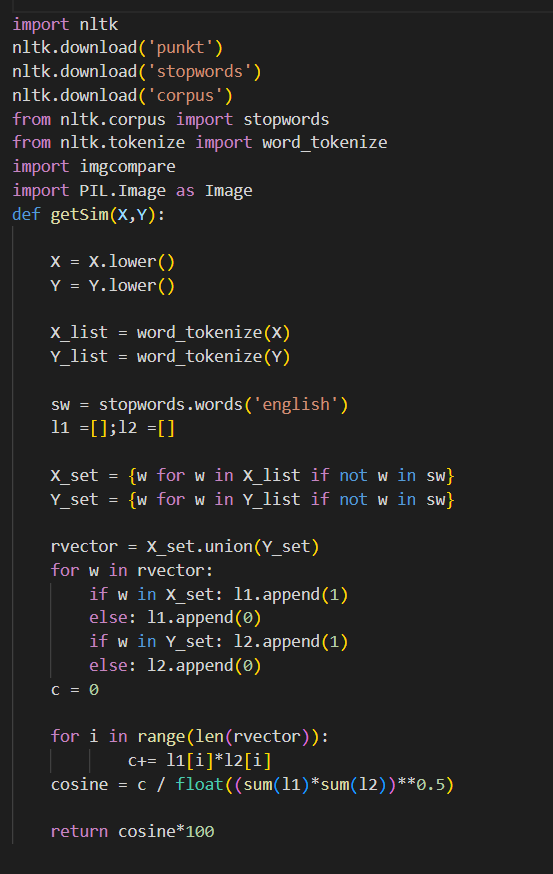 import nltk
nltk.download('punkt')
nltk.download('stopwords')
nltk.download('corpus')
from nltk.corpus import stopwords
from nltk.tokenize import word_tokenize
import imgcompare
import PIL.Image as Image
def getSim(X,Y):
    X = X.lower()
    Y = Y.lower()
    X_list = word_tokenize(X)
    Y_list = word_tokenize(Y)
    sw = stopwords.words('english')
    l1 =[];l2 =[]
    X_set = {w for w in X_list if not w in sw}
    Y_set = {w for w in Y_list if not w in sw}
    rvector = X_set.union(Y_set)
    for w in rvector:
        if w in X_set: l1.append(1)
        else: l1.append(0)
        if w in Y_set: l2.append(1)
        else: l2.append(0)
    c = 0
    for i in range(len(rvector)):
            c+= l1[i]*l2[i]
    cosine = c / float((sum(l1)*sum(l2))**0.5)
    return cosine*100